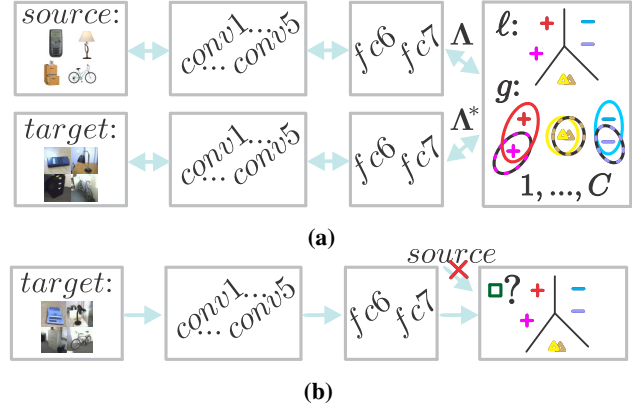 source:
conv1...
...conv5
fc6
fc7
Λ
ℓ:
g:
1, ..., C
target:
conv1...
...conv5
fc6
fc7
Λ*
(a)
source
target:
conv1...
...conv5
fc6
fc7
?
(b)